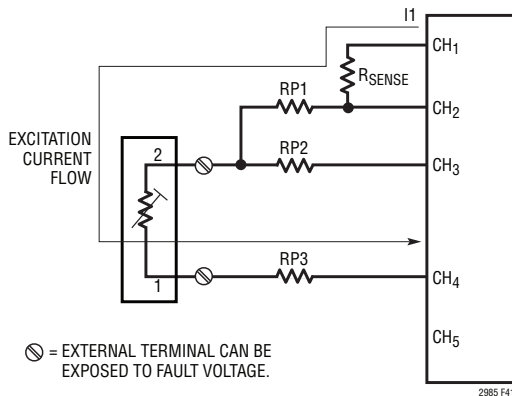 I1
CH1
RSENSE
RP1
CH2
EXCITATION
CURRENT
FLOW
2
RP2
CH3
1
RP3
CH4
CH5
= EXTERNAL TERMINAL CAN BE
EXPOSED TO FAULT VOLTAGE.
2985 F41